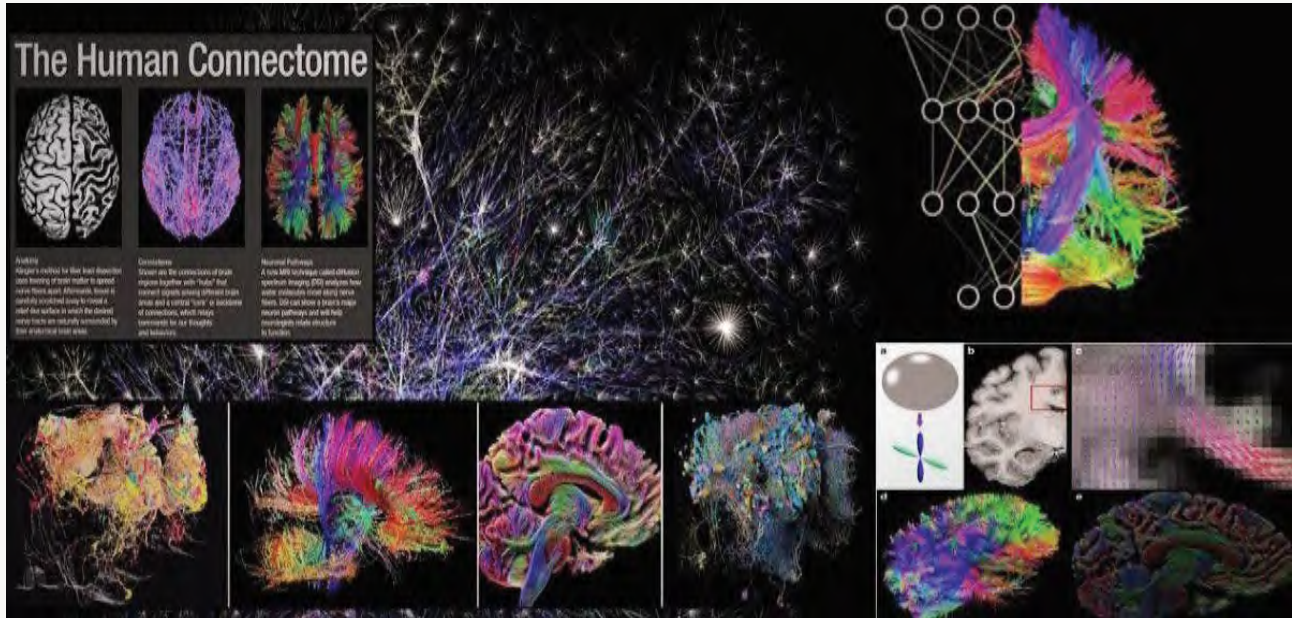 The Human Connectome
Anatomy
Klingler's method for fiber tract dissection
uses freezing of brain matter to spread
nerve fibers apart. Afterwards, tissue is
carefully scratched away to reveal a
relief-like surface in which the desired
nerve tracts are naturally surrounded by
their anatomical brain areas.
Connections
Shown are the connections of brain
regions together with "hubs" that
connect signals among different brain
areas and a central "core" or backbone
of connections, which relays
commands for our thoughts
and behaviors.
Neuronal Pathways
A new MRI technique called diffusion
spectrum imaging (DSI) analyzes how
water molecules move along nerve
fibers. DSI can show a brain's major
neuron pathways and will help
neurologists relate structure
to function.
a
b
c
d
e